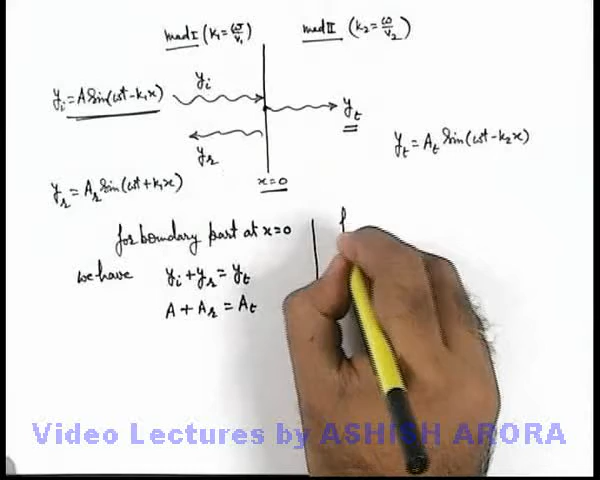 med I (k₁ = ω/v₁)
med II (k₂ = ω/v₂)
yᵢ
yᵢ = A sin(ωt − k₁x)
yₜ
yₜ = Aₜ sin(ωt − k₂x)
yᵣ
yᵣ = Aᵣ sin(ωt + k₁x)
x = 0
for boundary part at x = 0
we have yᵢ + yᵣ = yₜ
A + Aᵣ = Aₜ
Video Lectures by ASHISH ARORA